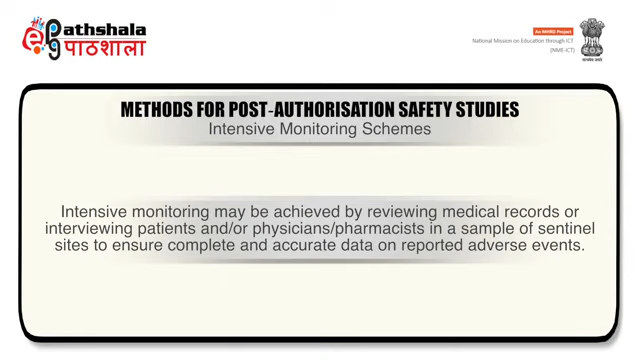 Pathshala
पाठशाला
An MHRD Project
National Mission on Education through ICT
(NME-ICT)
METHODS FOR POST-AUTHORISATION SAFETY STUDIES
Intensive Monitoring Schemes
Intensive monitoring may be achieved by reviewing medical records or
interviewing patients and/or physicians/pharmacists in a sample of sentinel
sites to ensure complete and accurate data on reported adverse events.